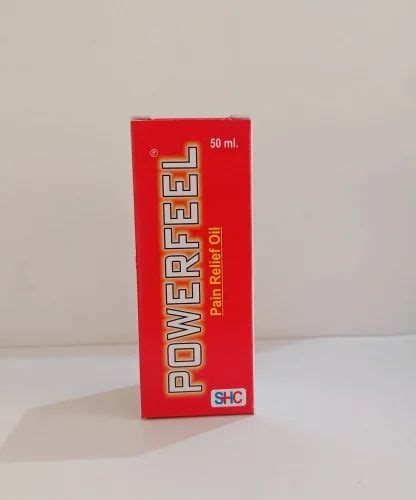 50 ml.
POWERFEEL®
Pain Relief Oil
SHC